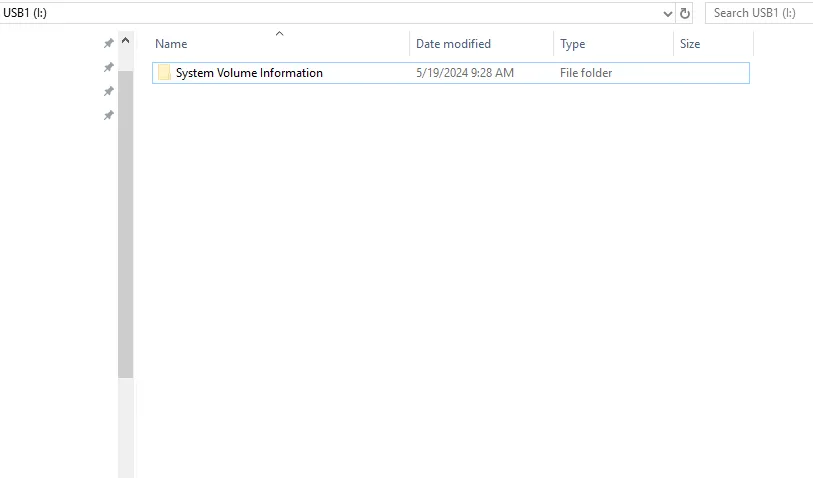 USB1 (I:) Search USB1 (I:)
Name Date modified Type Size
System Volume Information 5/19/2024 9:28 AM File folder